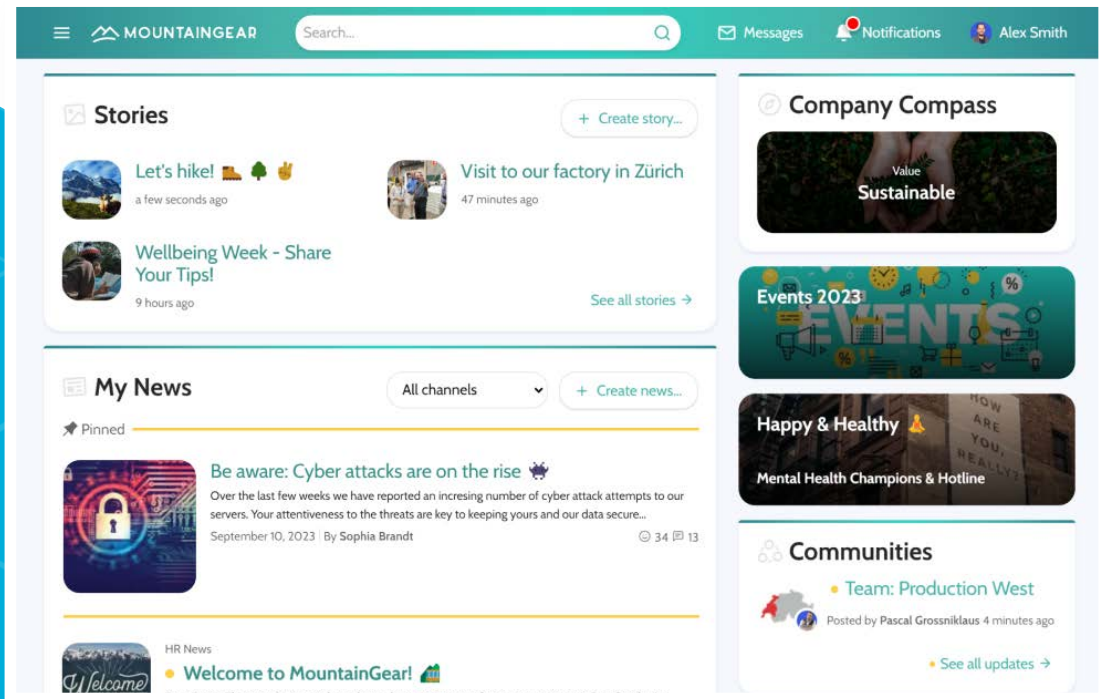 MOUNTAINGEAR
Search...
Messages
Notifications
Alex Smith
Stories
+ Create story...
Let's hike! 🥾 🌳 ✌
a few seconds ago
Visit to our factory in Zürich
47 minutes ago
Wellbeing Week - Share
Your Tips!
9 hours ago
See all stories →
My News
All channels
+ Create news...
Pinned
Be aware: Cyber attacks are on the rise 👾
Over the last few weeks we have reported an incresing number of cyber attack attempts to our
servers. Your attentiveness to the threats are key to keeping yours and our data secure...
September 10, 2023 | By Sophia Brandt
34
13
Welcome
HR News
Welcome to MountainGear! 🏔
Company Compass
Value
Sustainable
Events 2023
EVENTS
%
%
Happy & Healthy 🧘
Mental Health Champions & Hotline
HOW
ARE
YOU,
REALLY?
Communities
Team: Production West
Posted by Pascal Grossniklaus 4 minutes ago
See all updates →